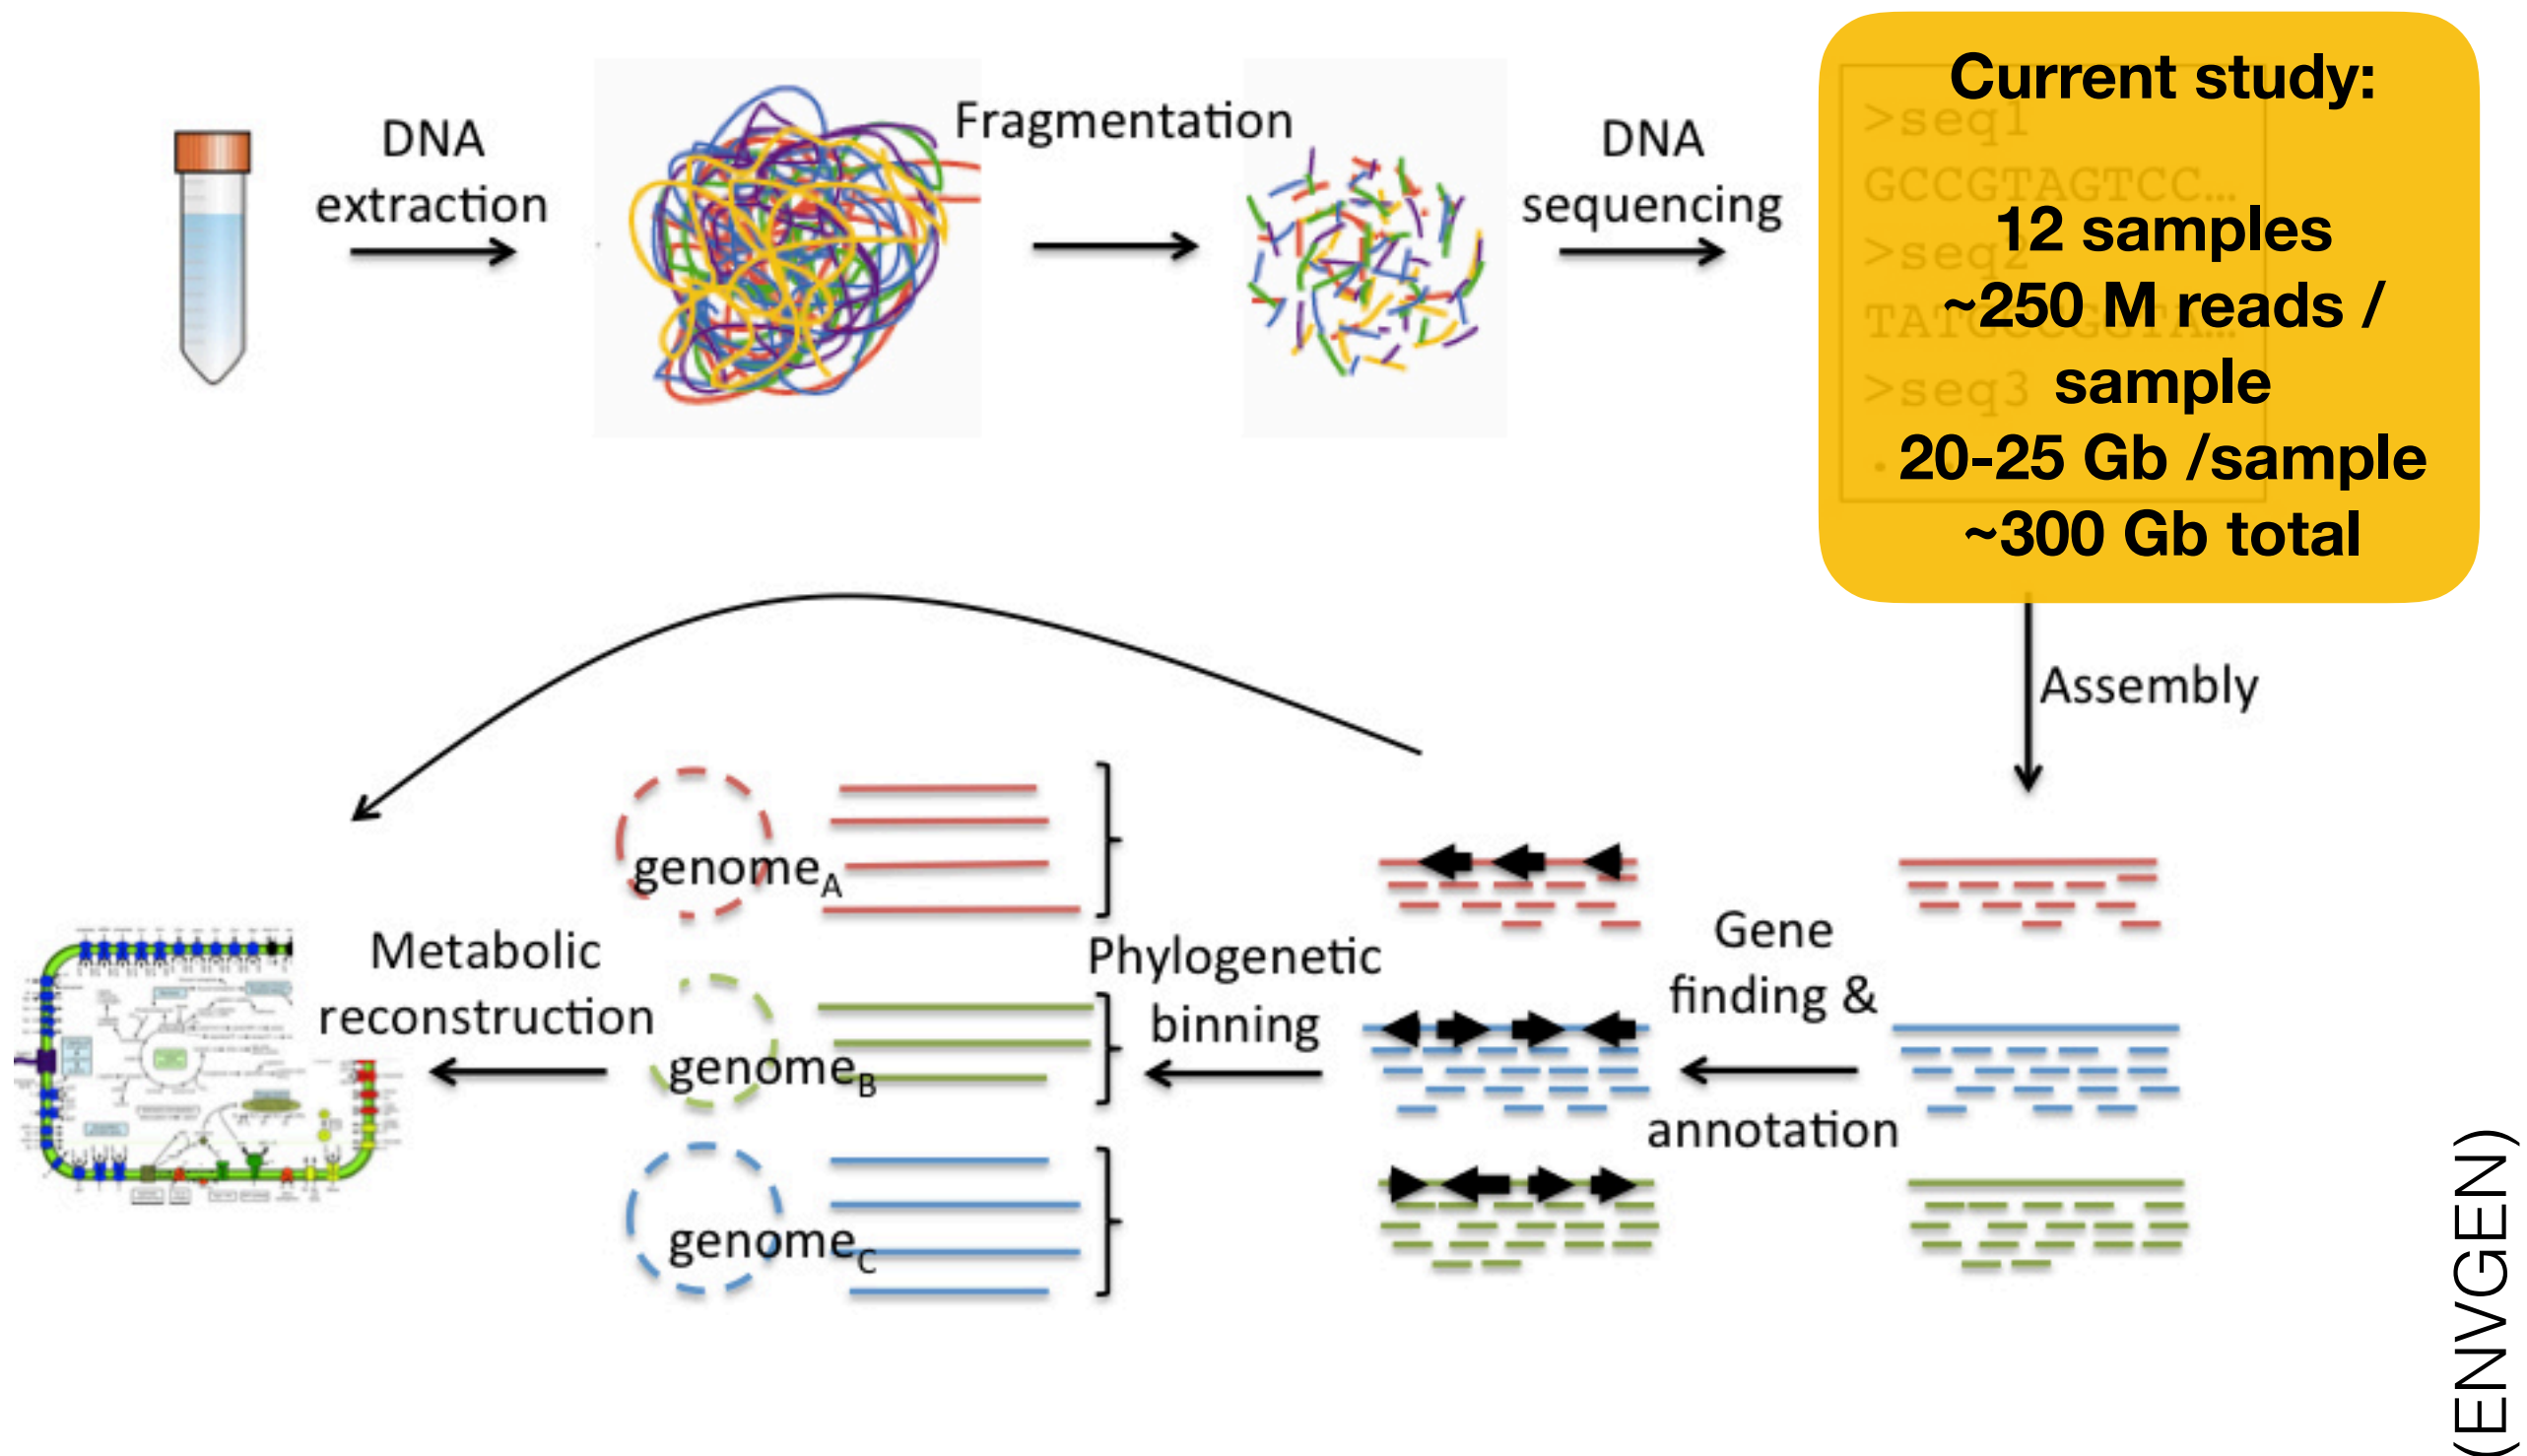 DNA
extraction
Fragmentation
DNA
sequencing
Current study:
>seq1
GCCGTAGTCC...
12 samples
>seq2
~250 M reads /
sample
>seq3
20-25 Gb /sample
~300 Gb total
Assembly
Gene
finding &
annotation
Phylogenetic
binning
genomeA
genomeB
genomeC
Metabolic
reconstruction
(ENVGEN)